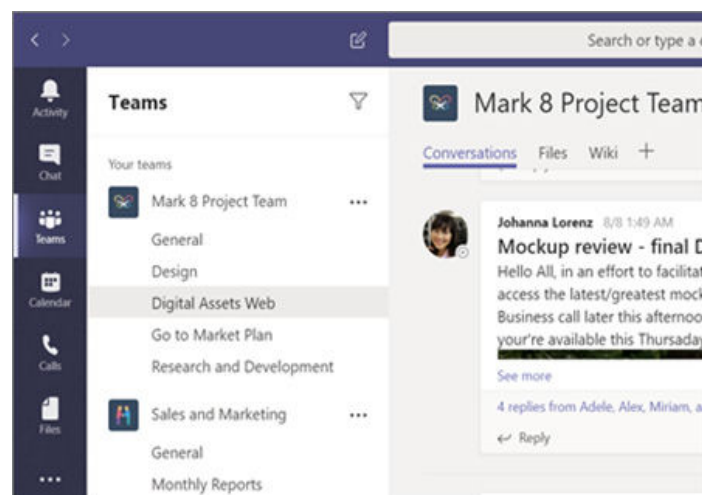 Search or type a
Activity
Chat
Teams
Calendar
Calls
Files
Teams
Your teams
Mark 8 Project Team
General
Design
Digital Assets Web
Go to Market Plan
Research and Development
Sales and Marketing
General
Monthly Reports
Mark 8 Project Team
Conversations Files Wiki
Johanna Lorenz 8/8 1:49 AM
Mockup review - final
Hello All, in an effort to
access the latest/greatest
Business call later this
your're available this
See more
4 replies from Adele, Alex, Miriam,
Reply